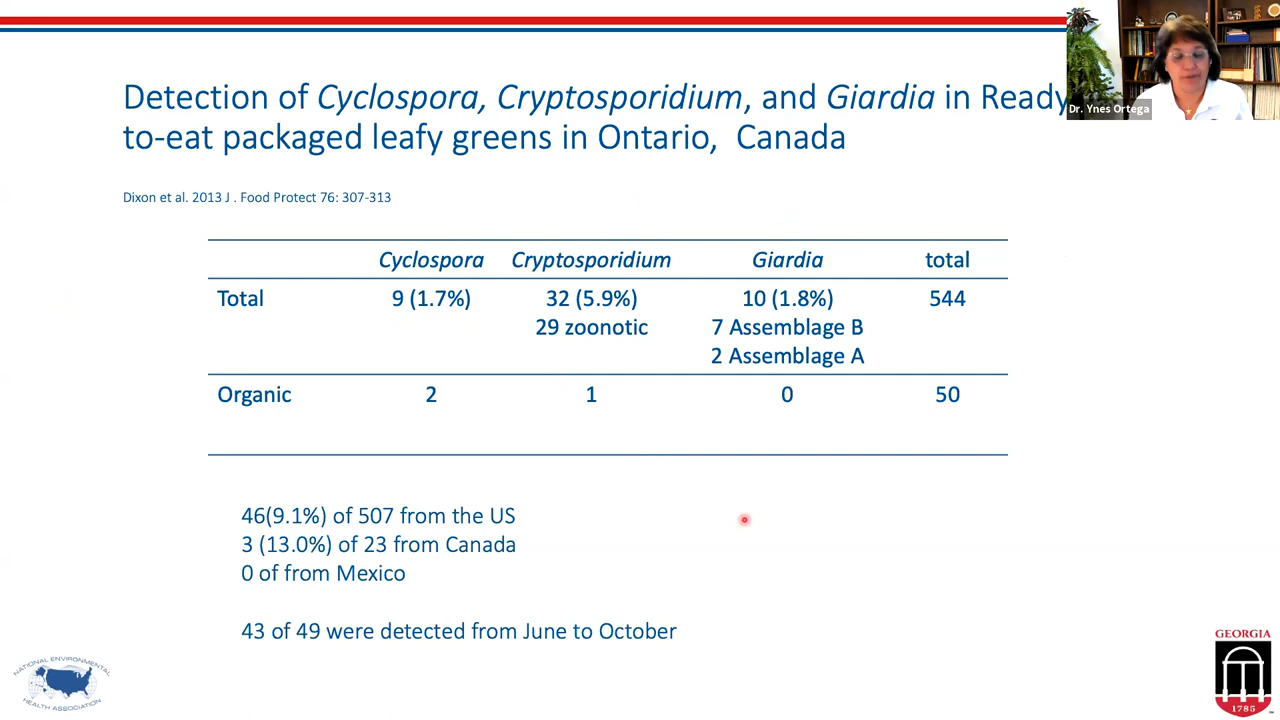 Detection of Cyclospora, Cryptosporidium, and Giardia in Ready
to-eat packaged leafy greens in Ontario, Canada
Dr. Ynes Ortega
Dixon et al. 2013 J . Food Protect 76: 307-313
Cyclospora Cryptosporidium Giardia total
Total 9 (1.7%) 32 (5.9%) 10 (1.8%) 544
29 zoonotic 7 Assemblage B
2 Assemblage A
Organic 2 1 0 50
46(9.1%) of 507 from the US
3 (13.0%) of 23 from Canada
0 of from Mexico
43 of 49 were detected from June to October
NATIONAL ENVIRONMENTAL
HEALTH ASSOCIATION
GEORGIA
1785